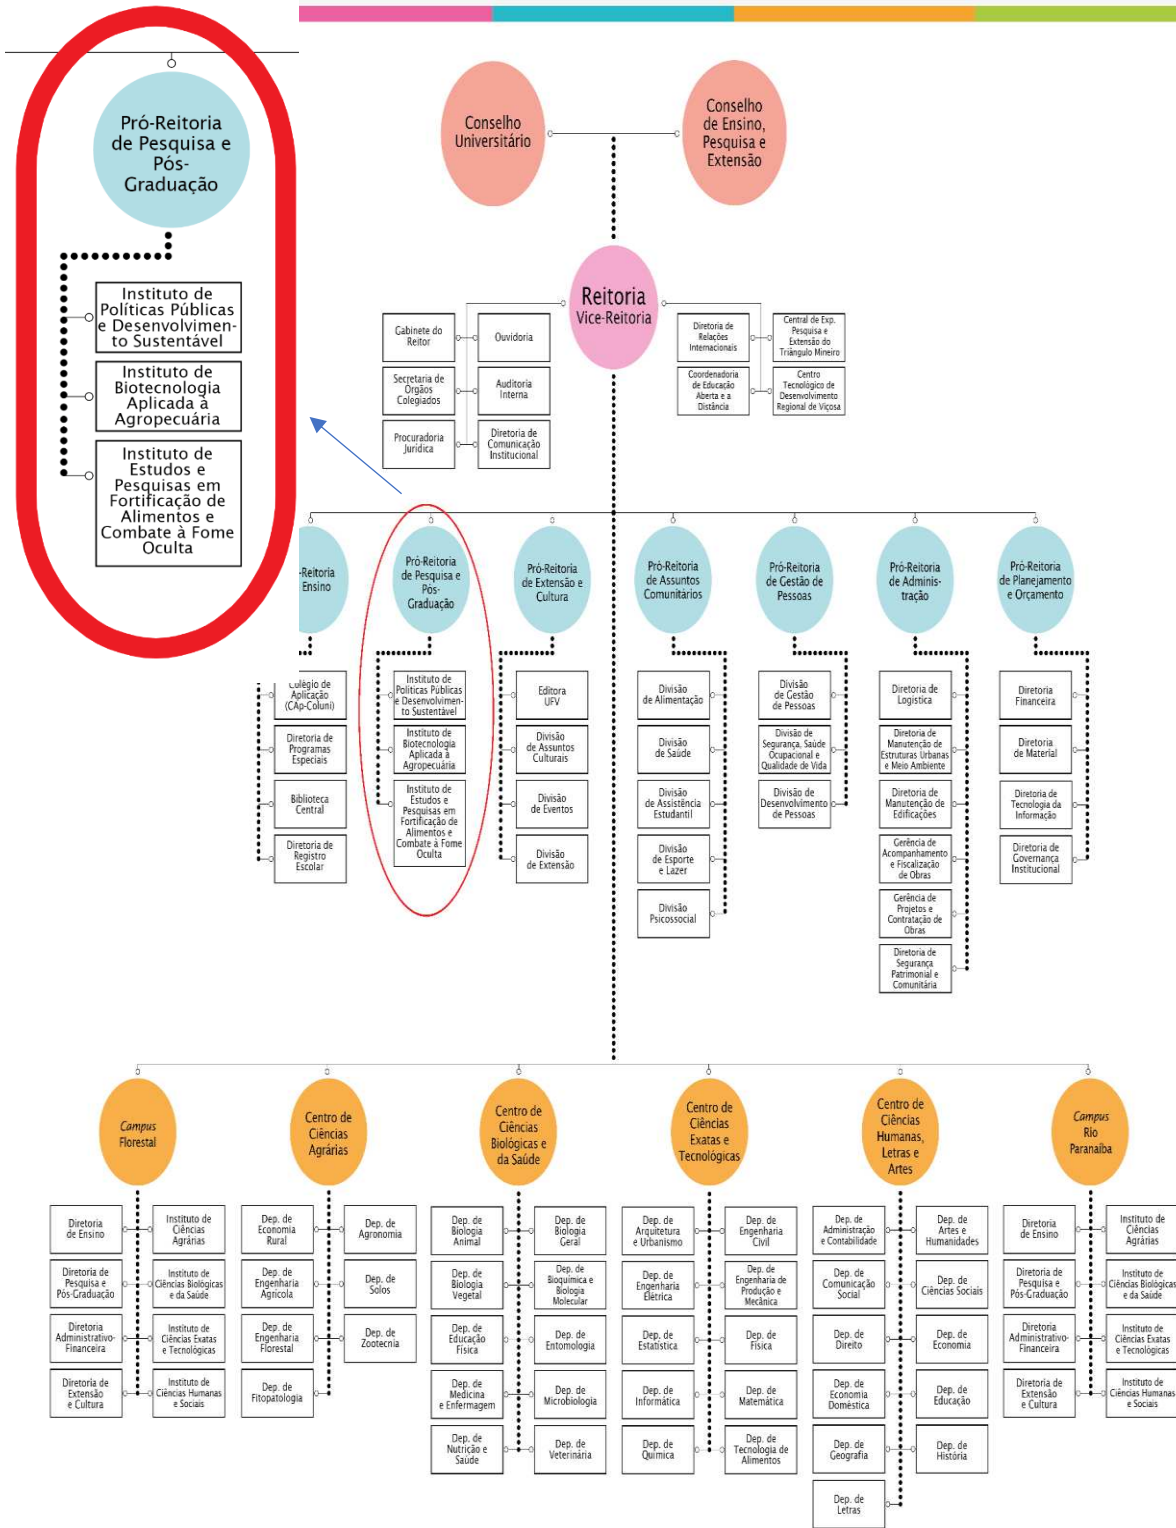 Pró-Reitoria
de Pesquisa e
Pós-
Graduação
Instituto de
Políticas Públicas
e Desenvolvimen-
to Sustentável
Instituto de
Biotecnologia
Aplicada à
Agropecuária
Instituto de
Estudos e
Pesquisas em
Fortificação de
Alimentos e
Combate à Fome
Oculta
Conselho
Universitário
Conselho
de Ensino,
Pesquisa e
Extensão
Reitoria
Vice-Reitoria
Gabinete do
Reitor
Ouvidoria
Secretaria de
Órgãos
Colegiados
Auditoria
Interna
Procuradoria
Jurídica
Diretoria de
Comunicação
Institucional
Diretoria de
Relações
Internacionais
Central de Exp.
Pesquisa e
Extensão do
Triângulo Mineiro
Coordenadoria
de Educação
Aberta e a
Distância
Centro
Tecnológico de
Desenvolvimento
Regional de Viçosa
-Reitoria
Ensino
Colégio de
Aplicação
(CAp-Coluni)
Diretoria de
Programas
Especiais
Biblioteca
Central
Diretoria de
Registro
Escolar
Pró-Reitoria
de Pesquisa e
Pós-
Graduação
Instituto de
Políticas Públicas
e Desenvolvimen-
to Sustentável
Instituto de
Biotecnologia
Aplicada à
Agropecuária
Instituto de
Estudos e
Pesquisas em
Fortificação de
Alimentos e
Combate à Fome
Oculta
Pró-Reitoria
de Extensão e
Cultura
Editora
UFV
Divisão
de Assuntos
Culturais
Divisão
de Eventos
Divisão
de Extensão
Pró-Reitoria
de Assuntos
Comunitários
Divisão
de Alimentação
Divisão
de Saúde
Divisão
de Assistência
Estudantil
Divisão
de Esporte
e Lazer
Divisão
Psicossocial
Pró-Reitoria
de Gestão de
Pessoas
Divisão
de Gestão
de Pessoas
Divisão de
Segurança, Saúde
Ocupacional e
Qualidade de Vida
Divisão de
Desenvolvimento
de Pessoas
Pró-Reitoria
de Adminis-
tração
Diretoria de
Logística
Diretoria de
Manutenção de
Estruturas Urbanas
e Meio Ambiente
Diretoria de
Manutenção de
Edificações
Gerência de
Acompanhamento
e Fiscalização
de Obras
Gerência de
Projetos e
Contratação de
Obras
Diretoria de
Segurança
Patrimonial e
Comunitária
Pró-Reitoria
de Planejamento
e Orçamento
Diretoria
Financeira
Diretoria
de Material
Diretoria de
Tecnologia da
Informação
Diretoria de
Governança
Institucional
Campus
Florestal
Diretoria
de Ensino
Instituto de
Ciências
Agrárias
Diretoria de
Pesquisa e
Pós-Graduação
Instituto de
Ciências Biológicas
e da Saúde
Diretoria
Administrativo-
Financeira
Instituto de
Ciências Exatas
e Tecnológicas
Diretoria de
Extensão
e Cultura
Instituto de
Ciências Humanas
e Sociais
Centro de
Ciências
Agrárias
Dep. de
Economia
Rural
Dep. de
Agronomia
Dep. de
Engenharia
Agrícola
Dep. de
Solos
Dep. de
Engenharia
Florestal
Dep. de
Zootecnia
Dep. de
Fitopatologia
Centro de
Ciências
Biológicas e
da Saúde
Dep. de
Biologia
Animal
Dep. de
Biologia
Geral
Dep. de
Biologia
Vegetal
Dep. de
Bioquímica e
Biologia
Molecular
Dep. de
Educação
Física
Dep. de
Entomologia
Dep. de
Medicina
e Enfermagem
Dep. de
Microbiologia
Dep. de
Nutrição e
Saúde
Dep. de
Veterinária
Centro de
Ciências
Exatas e
Tecnológicas
Dep. de
Arquitetura
e Urbanismo
Dep. de
Engenharia
Civil
Dep. de
Engenharia
Elétrica
Dep. de
Engenharia de
Produção e
Mecânica
Dep. de
Estatística
Dep. de
Física
Dep. de
Informática
Dep. de
Matemática
Dep. de
Química
Dep. de
Tecnologia de
Alimentos
Centro de
Ciências
Humanas,
Letras e
Artes
Dep. de
Administração
e Contabilidade
Dep. de
Artes e
Humanidades
Dep. de
Comunicação
Social
Dep. de
Ciências Sociais
Dep. de
Direito
Dep. de
Economia
Dep. de
Economia
Doméstica
Dep. de
Educação
Dep. de
Geografia
Dep. de
História
Dep. de
Letras
Campus
Rio
Paranaíba
Diretoria
de Ensino
Instituto de
Ciências
Agrárias
Diretoria de
Pesquisa e
Pós-Graduação
Instituto de
Ciências Biológicas
e da Saúde
Diretoria
Administrativo-
Financeira
Instituto de
Ciências Exatas
e Tecnológicas
Diretoria de
Extensão
e Cultura
Instituto de
Ciências Humanas
e Sociais